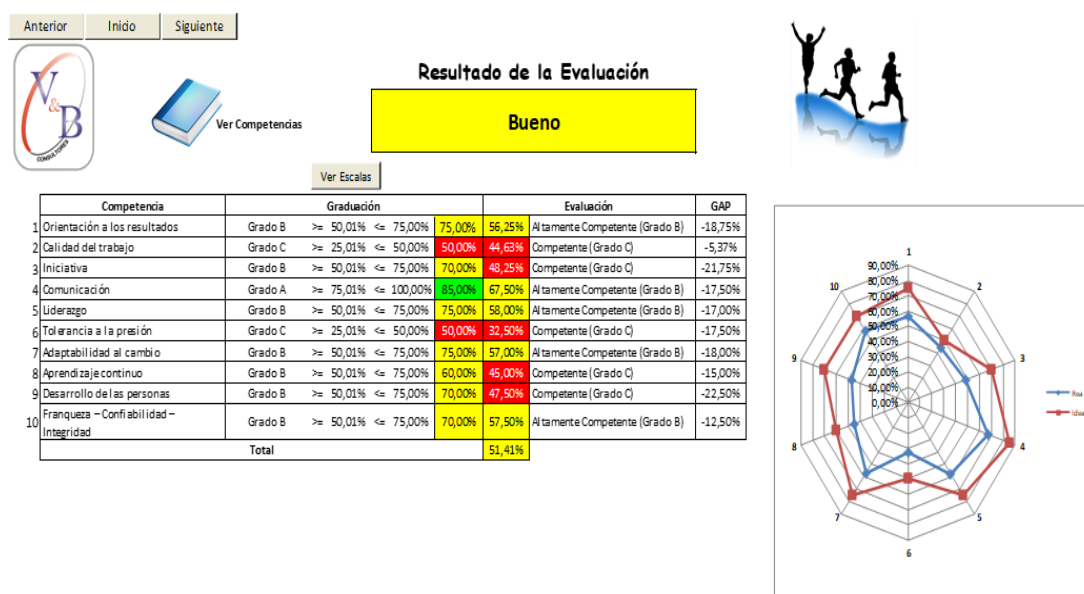 Anterior Inicio Siguiente
V&B
CONSULTORES
Ver Competencias
Resultado de la Evaluación
Bueno
Ver Escalas
Competencia Graduación Evaluación GAP
1 Orientación a los resultados Grado B >= 50,01% <= 75,00% 75,00% 56,25% Altamente Competente (Grado B) -18,75%
2 Calidad del trabajo Grado C >= 25,01% <= 50,00% 50,00% 44,63% Competente (Grado C) -5,37%
3 Iniciativa Grado B >= 50,01% <= 75,00% 70,00% 48,25% Competente (Grado C) -21,75%
4 Comunicación Grado A >= 75,01% <= 100,00% 85,00% 67,50% Altamente Competente (Grado B) -17,50%
5 Liderazgo Grado B >= 50,01% <= 75,00% 75,00% 58,00% Altamente Competente (Grado B) -17,00%
6 Tolerancia a la presión Grado C >= 25,01% <= 50,00% 50,00% 32,50% Competente (Grado C) -17,50%
7 Adaptabilidad al cambio Grado B >= 50,01% <= 75,00% 75,00% 57,00% Altamente Competente (Grado B) -18,00%
8 Aprendizaje continuo Grado B >= 50,01% <= 75,00% 60,00% 45,00% Competente (Grado C) -15,00%
9 Desarrollo de las personas Grado B >= 50,01% <= 75,00% 70,00% 47,50% Competente (Grado C) -22,50%
10 Franqueza – Confiabilidad –
Integridad Grado B >= 50,01% <= 75,00% 70,00% 57,50% Altamente Competente (Grado B) -12,50%
Total 51,41%
1
90,00%
80,00%
70,00%
60,00%
50,00%
40,00%
30,00%
20,00%
10,00%
0,00%
2
3
4
5
6
7
8
9
10
Rea
Idea